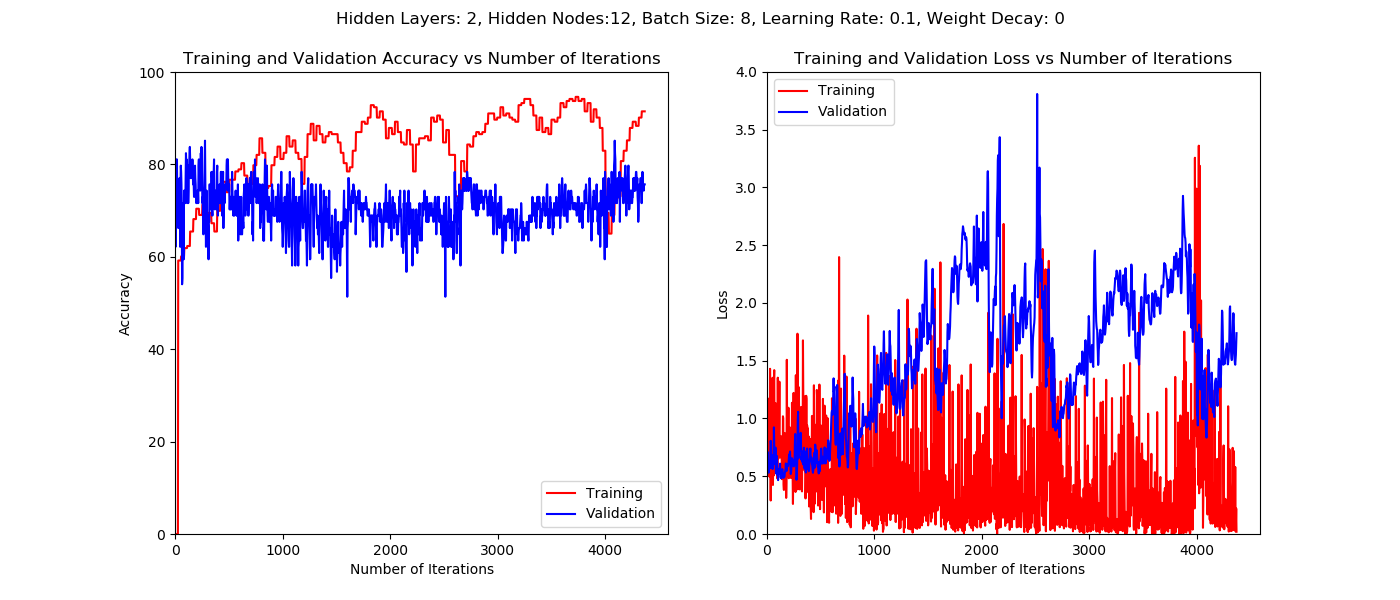 Hidden Layers: 2, Hidden Nodes:12, Batch Size: 8, Learning Rate: 0.1, Weight Decay: 0
Training and Validation Accuracy vs Number of Iterations
100
80
60
40
20
0
Accuracy
0 1000 2000 3000 4000
Number of Iterations
Training
Validation
Training and Validation Loss vs Number of Iterations
4.0
3.5
3.0
2.5
2.0
1.5
1.0
0.5
0.0
Loss
0 1000 2000 3000 4000
Number of Iterations
Training
Validation